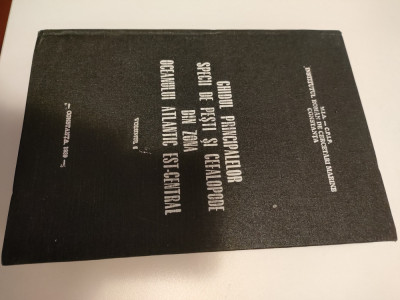 M.I.A. — C.P.I.P.
INSTITUTUL ROMÂN DE CERCETĂRI MARINE
CONSTANȚA
GHIDUL PRINCIPALELOR
SPECII DE PEȘTI ȘI CEFALOPODE
DIN ZONA
OCEANULUI ATLANTIC EST-CENTRAL
VOLUMUL I
CONSTANȚA, 1980